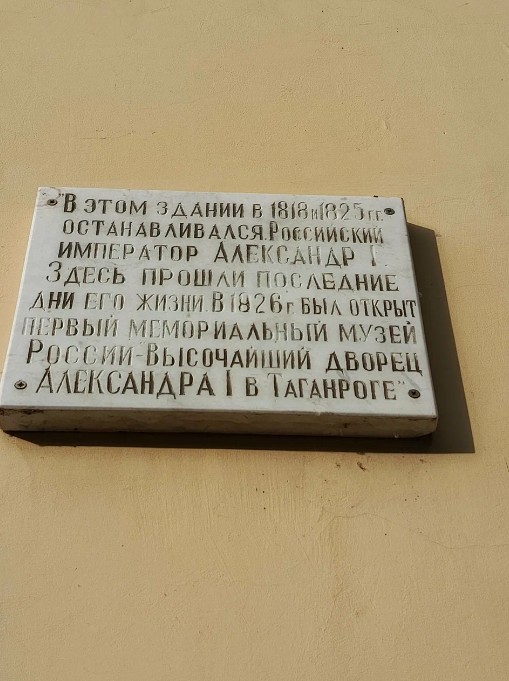 "В ЭТОМ ЗДАНИИ В 1818 и 1825 гг.
ОСТАНАВЛИВАЛСЯ РОССИЙСКИЙ
ИМПЕРАТОР АЛЕКСАНДР I.
ЗДЕСЬ ПРОШЛИ ПОСЛЕДНИЕ
ДНИ ЕГО ЖИЗНИ. В 1826 г. БЫЛ ОТКРЫТ
ПЕРВЫЙ МЕМОРИАЛЬНЫЙ МУЗЕЙ
РОССИИ-ВЫСОЧАЙШИЙ ДВОРЕЦ
АЛЕКСАНДРА I В ТАГАНРОГЕ"